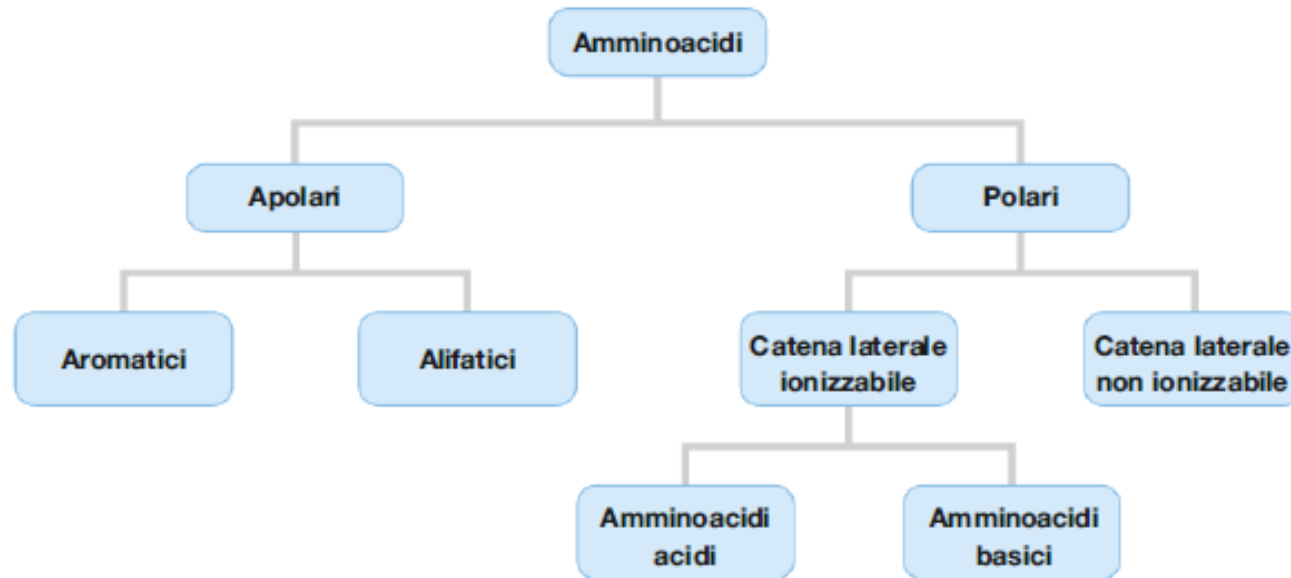 Amminoacidi
Apolari
Polari
Aromatici
Alifatici
Catena laterale
ionizzabile
Catena laterale
non ionizzabile
Amminoacidi
acidi
Amminoacidi
basici